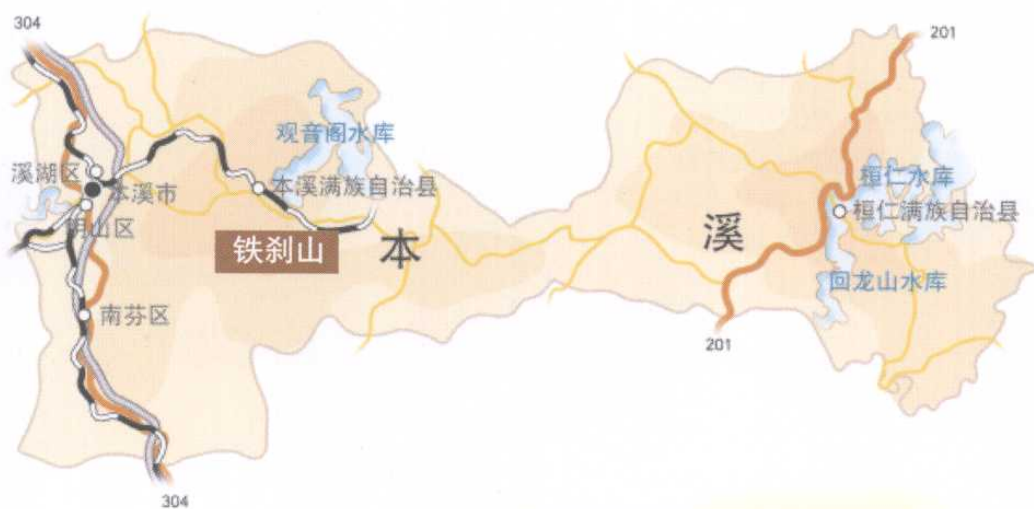 304
201
观音阁水库
溪湖区
本溪市
本溪满族自治县
桓仁水库
明山区
桓仁满族自治县
铁刹山
本
溪
回龙山水库
南芬区
201
304